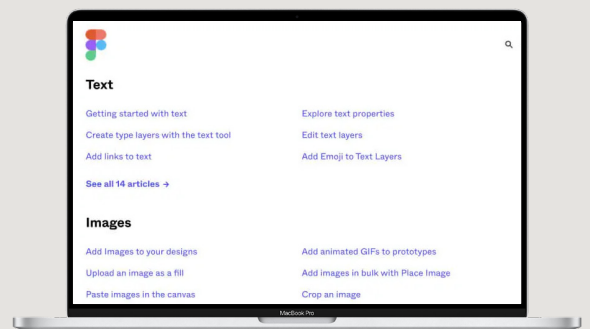 Text
Getting started with text
Explore text properties
Create type layers with the text tool
Edit text layers
Add links to text
Add Emoji to Text Layers
See all 14 articles →
Images
Add Images to your designs
Add animated GIFs to prototypes
Upload an image as a fill
Add images in bulk with Place Image
Paste images in the canvas
Crop an image
MacBook Pro